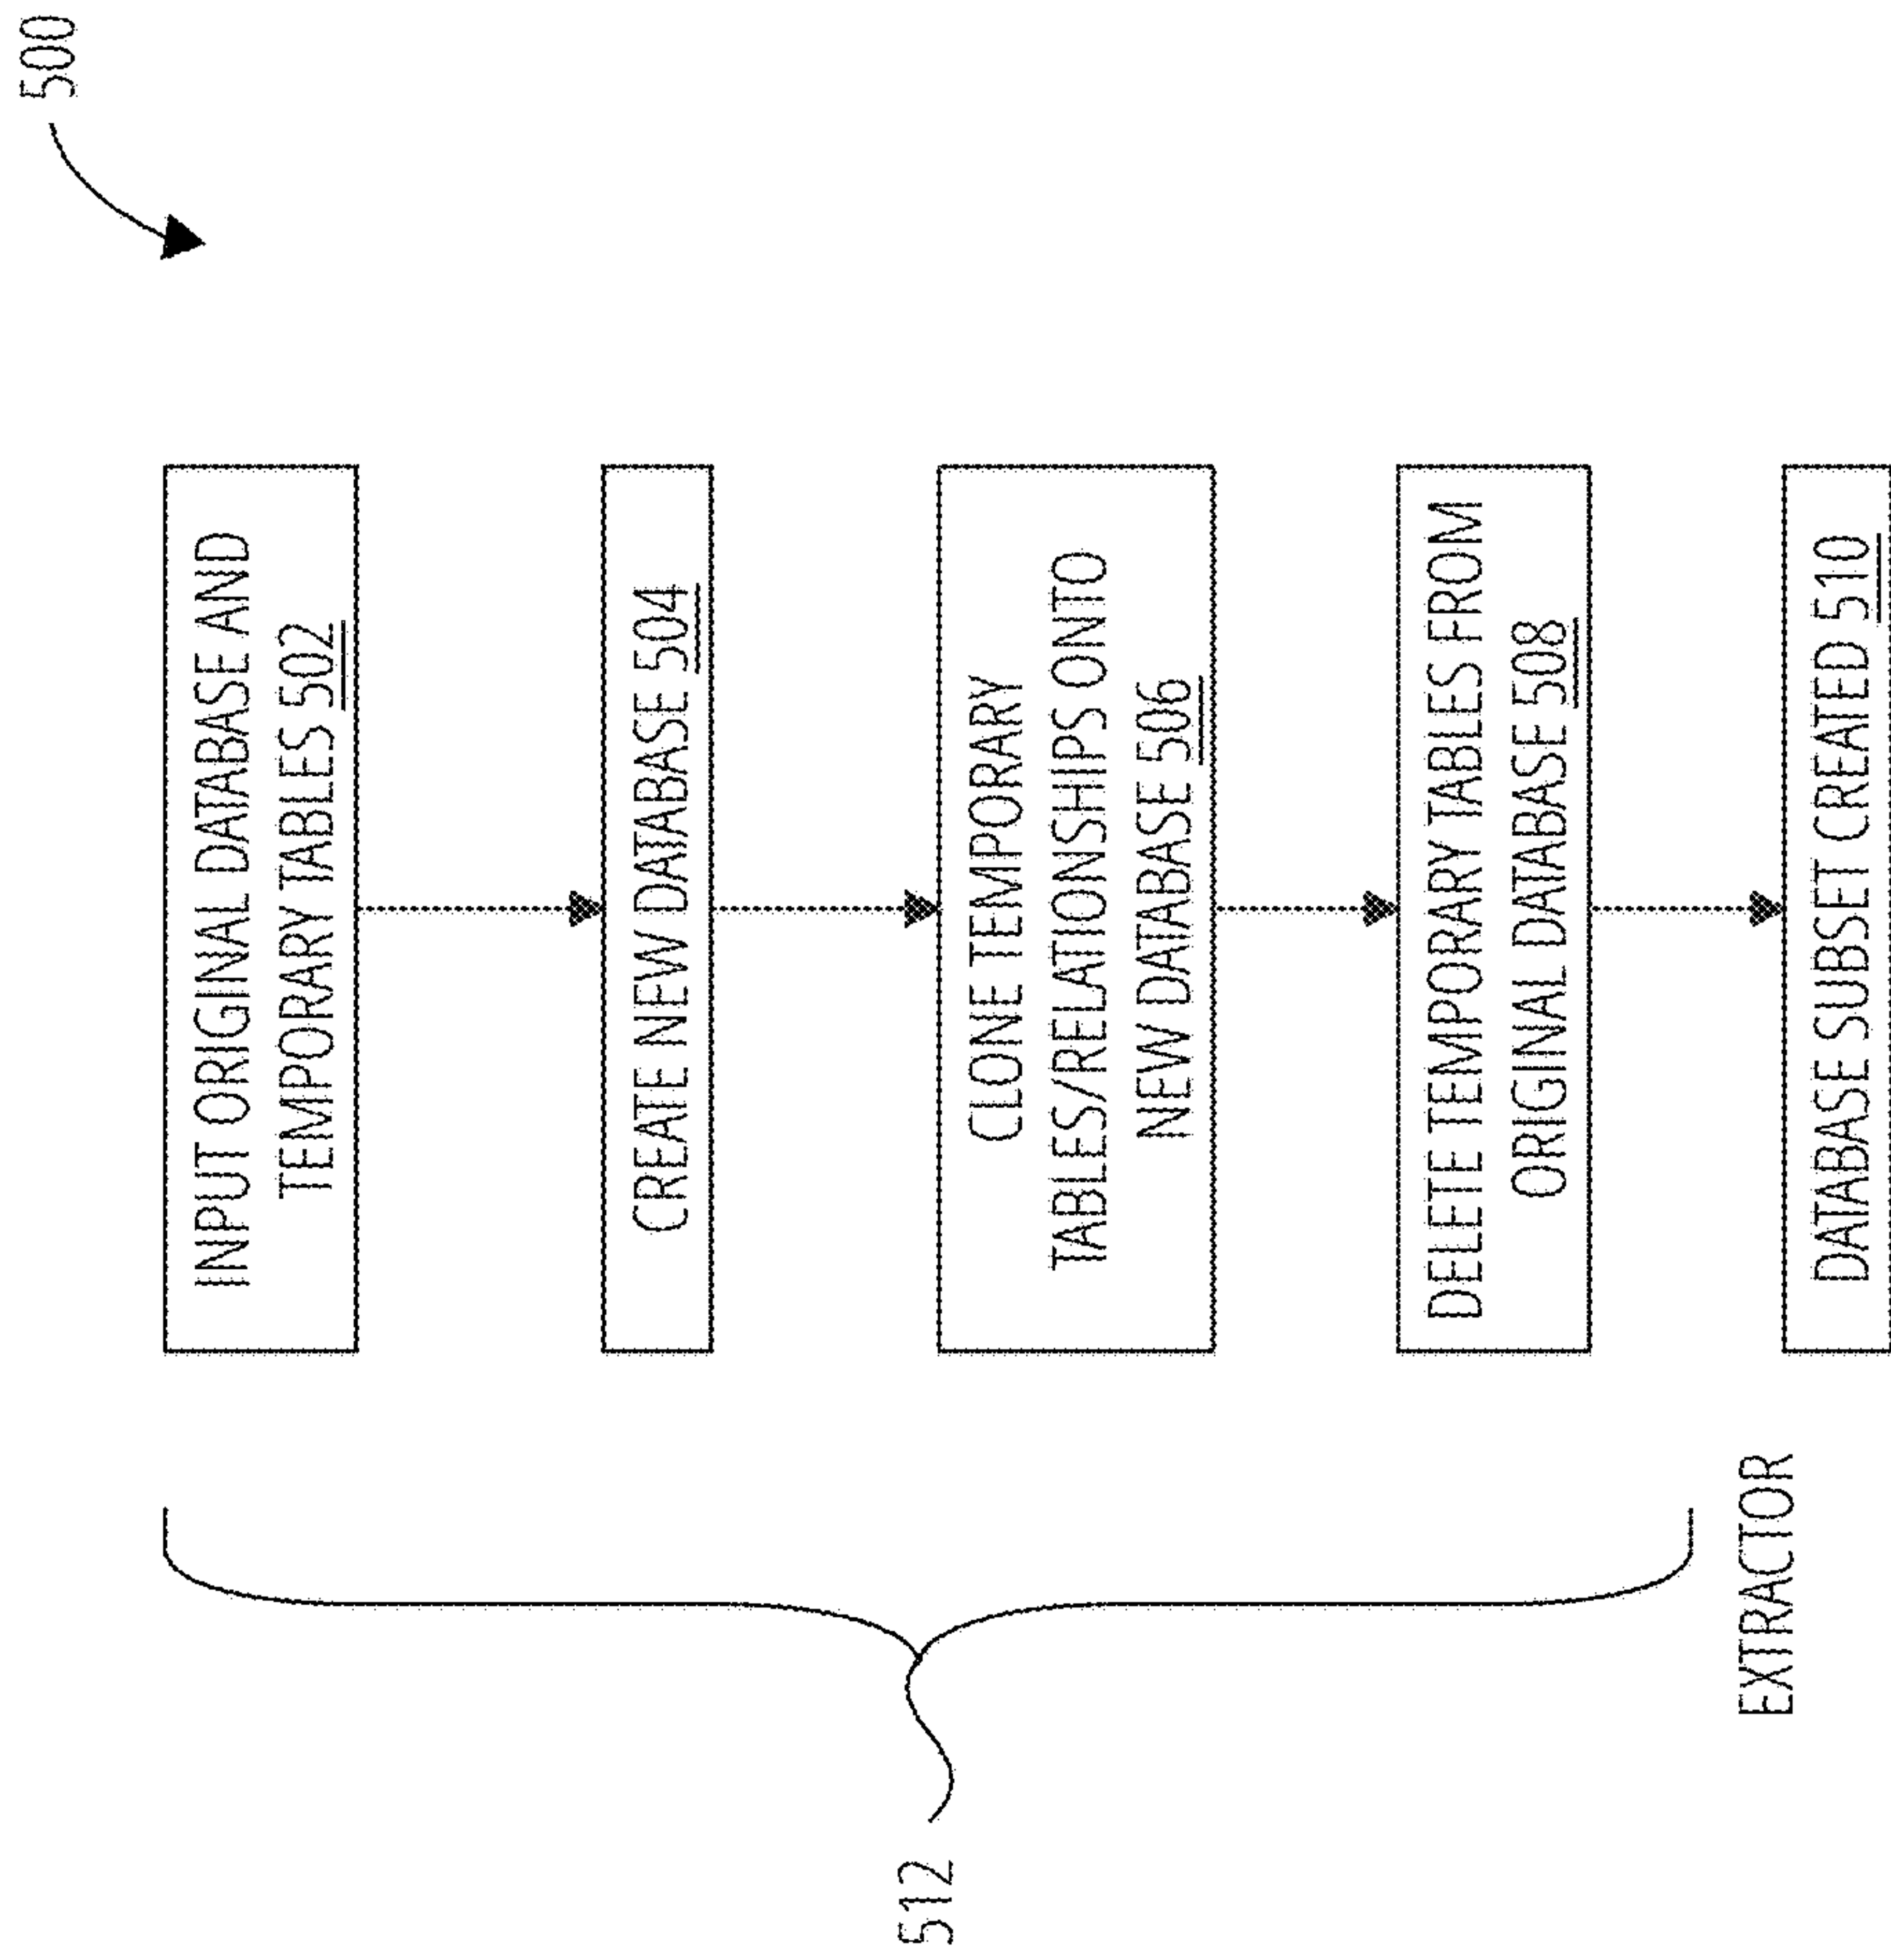 500
INPUT ORIGINAL DATABASE AND
TEMPORARY TABLES 502
CREATE NEW DATABASE 504
CLONE TEMPORARY
TABLES/RELATIONSHIPS ONTO
NEW DATABASE 506
DELETE TEMPORARY TABLES FROM
ORIGINAL DATABASE 508
DATABASE SUBSET CREATED 510
512
EXTRACTOR